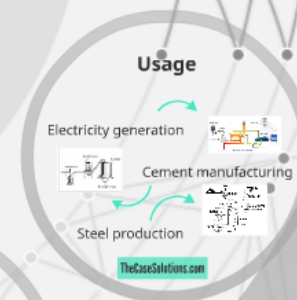 Usage
Electricity generation
Cement manufacturing
Steel production
TheCaseSolutions.com